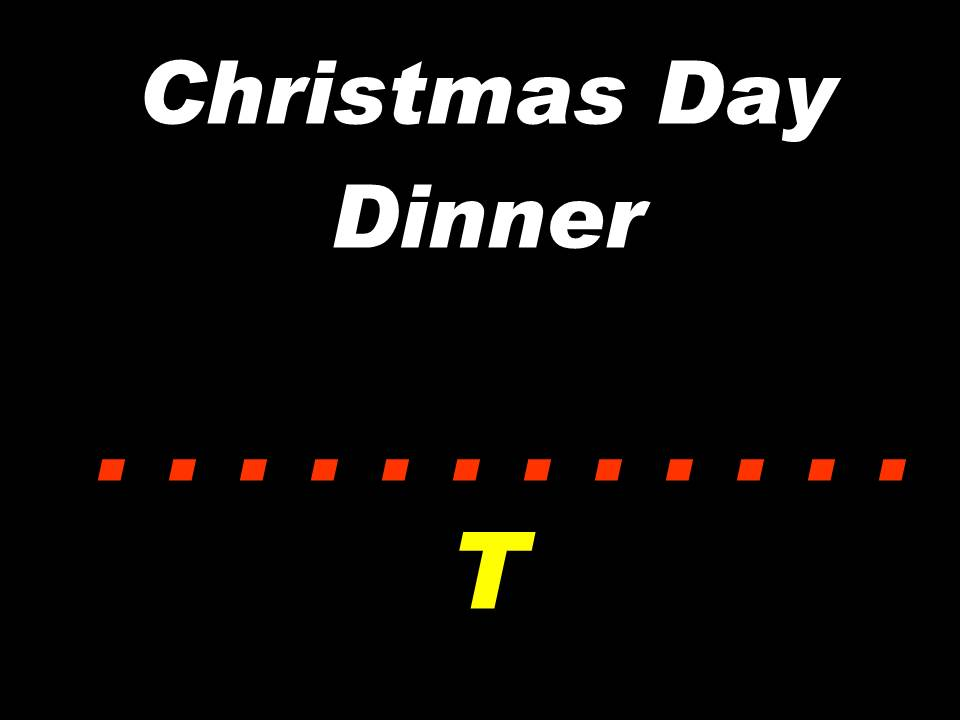 Christmas Day
Dinner
. . . . . . . . . . . .
T